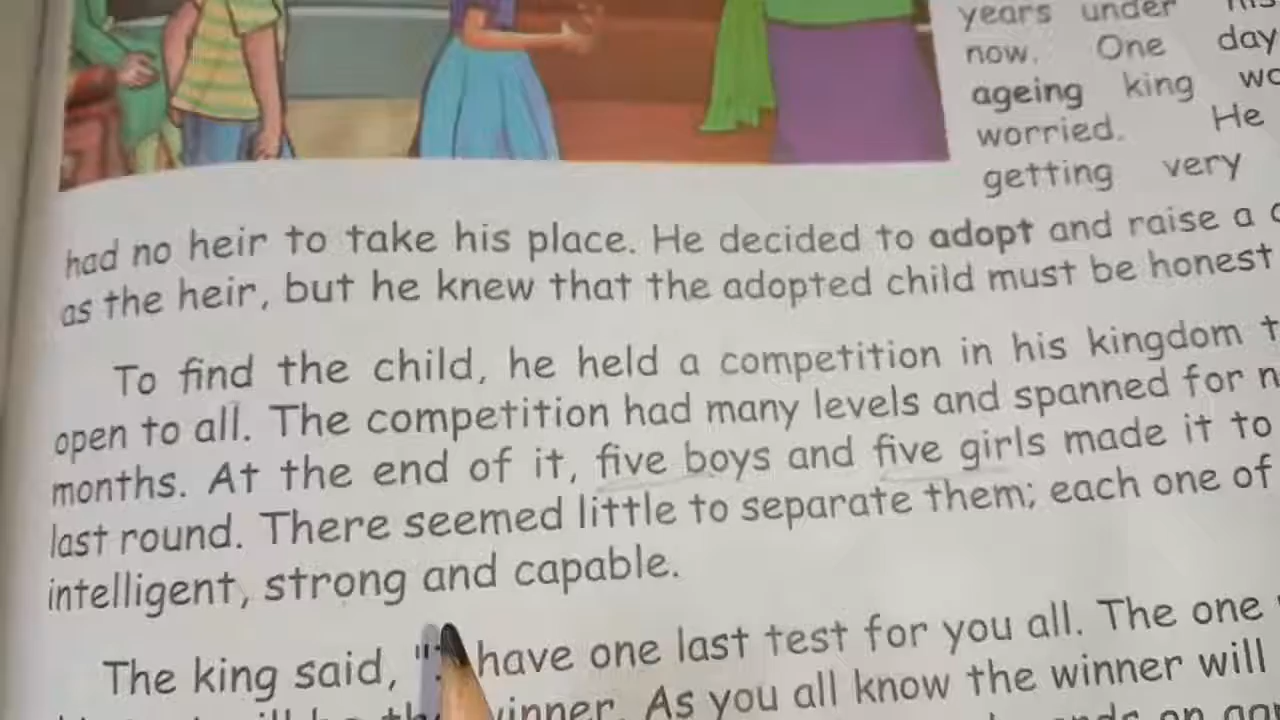 years under
now. One day
ageing king
worried. He
getting very
had no heir to take his place. He decided to adopt and raise a
as the heir, but he knew that the adopted child must be honest
To find the child, he held a competition in his kingdom
open to all. The competition had many levels and spanned for
months. At the end of it, five boys and five girls made it to
last round. There seemed little to separate them; each one of
intelligent, strong and capable.
The king said, " have one last test for you all. The one
winner. As you all know the winner will